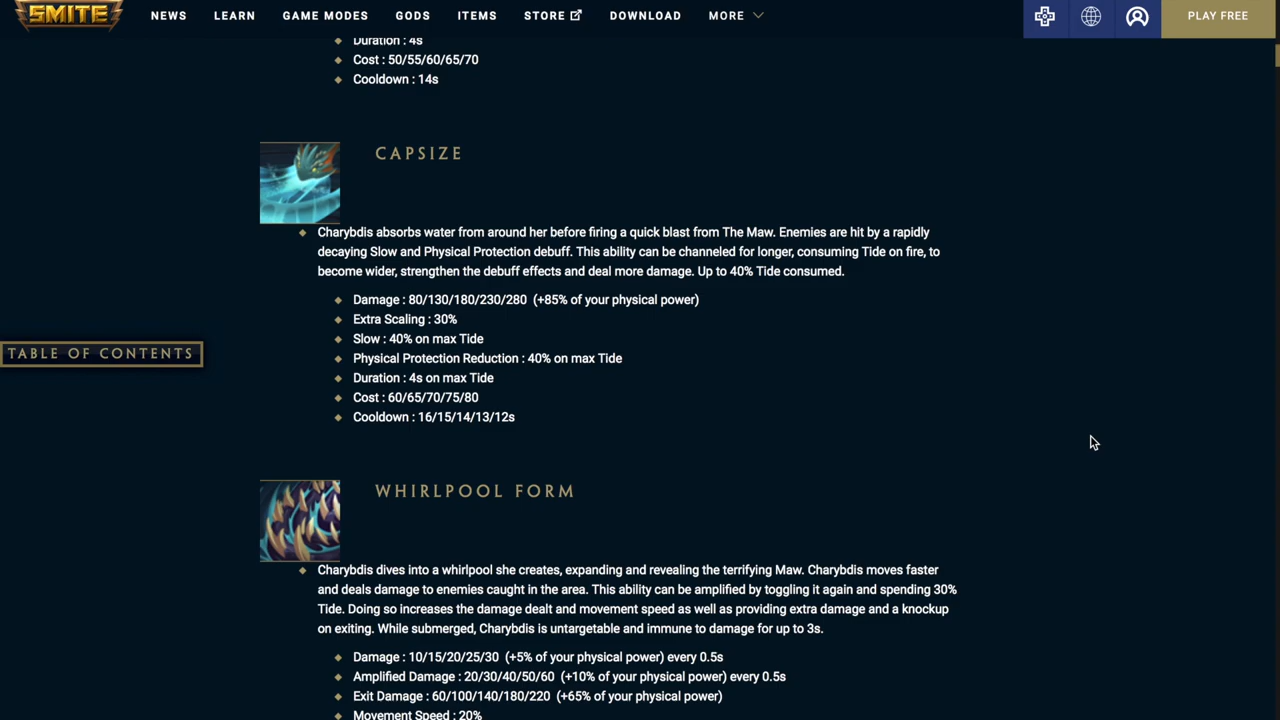 SMITE
NEWS LEARN GAME MODES GODS ITEMS STORE DOWNLOAD MORE PLAY FREE
Duration : 4s
Cost : 50/55/60/65/70
Cooldown : 14s
CAPSIZE
Charybdis absorbs water from around her before firing a quick blast from The Maw. Enemies are hit by a rapidly
decaying Slow and Physical Protection debuff. This ability can be channeled for longer, consuming Tide on fire, to
become wider, strengthen the debuff effects and deal more damage. Up to 40% Tide consumed.
Damage : 80/130/180/230/280 (+85% of your physical power)
Extra Scaling : 30%
Slow : 40% on max Tide
TABLE OF CONTENTS
Physical Protection Reduction : 40% on max Tide
Duration : 4s on max Tide
Cost : 60/65/70/75/80
Cooldown : 16/15/14/13/12s
WHIRLPOOL FORM
Charybdis dives into a whirlpool she creates, expanding and revealing the terrifying Maw. Charybdis moves faster
and deals damage to enemies caught in the area. This ability can be amplified by toggling it again and spending 30%
Tide. Doing so increases the damage dealt and movement speed as well as providing extra damage and a knockup
on exiting. While submerged, Charybdis is untargetable and immune to damage for up to 3s.
Damage : 10/15/20/25/30 (+5% of your physical power) every 0.5s
Amplified Damage : 20/30/40/50/60 (+10% of your physical power) every 0.5s
Exit Damage : 60/100/140/180/220 (+65% of your physical power)
Movement Speed : 20%